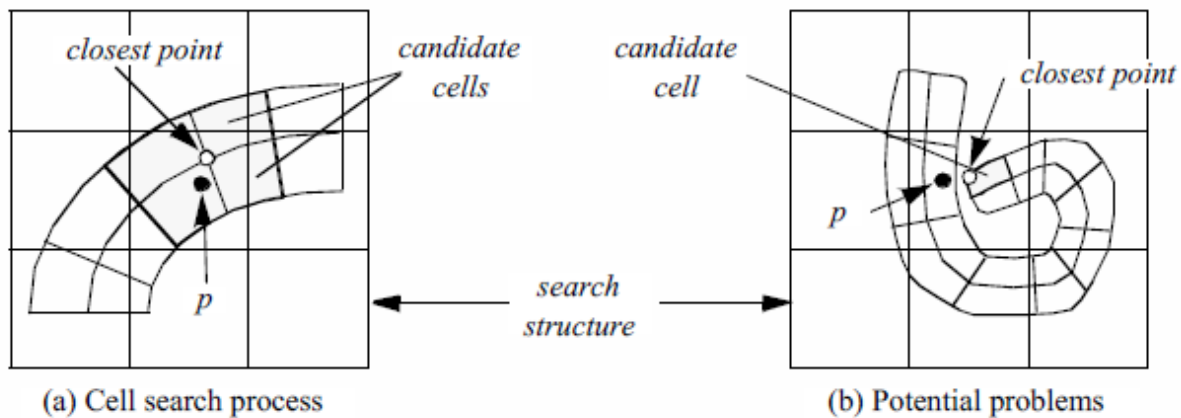 closest point
candidate
cells
p
candidate
cell
closest point
p
search
structure
(a) Cell search process
(b) Potential problems